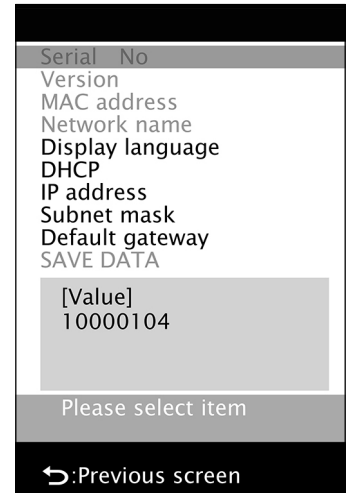 Serial No
Version
MAC address
Network name
Display language
DHCP
IP address
Subnet mask
Default gateway
SAVE DATA
[Value]
10000104
Please select item
:Previous screen